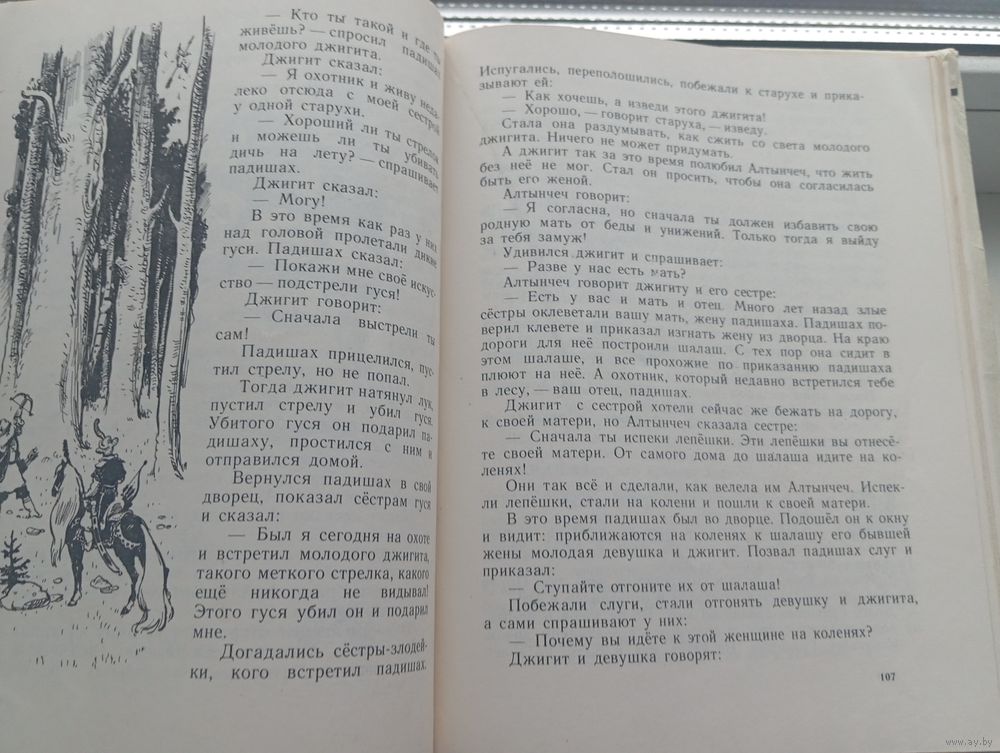 — Кто ты такой и где ты
живёшь? — спросил падишах
молодого джигита.
Джигит сказал:
— Я охотник и живу неда-
леко отсюда с моей сестрой
у одной старухи.
— Хороший ли ты стрелок
и можешь ли ты убивать
дичь на лету? — спрашивает
падишах.
Джигит сказал:
— Могу!
В это время как раз у них
над головой пролетали дикие
гуси. Падишах сказал:
— Покажи мне своё искус-
ство — подстрели гуся!
Джигит говорит:
— Сначала выстрели ты
сам!
Падишах прицелился, пус-
тил стрелу, но не попал.
Тогда джигит натянул лук,
пустил стрелу и убил гуся.
Убитого гуся он подарил па-
дишаху, простился с ним и
отправился домой.
Вернулся падишах в свой
дворец, показал сёстрам гуся
и сказал:
— Был я сегодня на охоте
и встретил молодого джигита,
такого меткого стрелка, какого
ещё никогда не видывал!
Этого гуся убил он и подарил
мне.
Догадались сёстры-злодей-
ки, кого встретил падишах.
Испугались, переполошились, побежали к старухе и прика-
зывают ей:
— Как хочешь, а изведи этого джигита!
— Хорошо, — говорит старуха, — изведу.
Стала она раздумывать, как сжить со света молодого
джигита. Ничего не может придумать.
А джигит так за это время полюбил Алтынчеч, что жить
без неё не мог. Стал он просить, чтобы она согласилась
быть его женой.
Алтынчеч говорит:
— Я согласна, но сначала ты должен избавить свою
родную мать от беды и унижений. Только тогда я выйду
за тебя замуж!
Удивился джигит и спрашивает:
— Разве у нас есть мать?
Алтынчеч говорит джигиту и его сестре:
— Есть у вас и мать и отец. Много лет назад злые
сёстры оклеветали вашу мать, жену падишаха. Падишах по-
верил клевете и приказал изгнать жену из дворца. На краю
дороги для неё построили шалаш. С тех пор она сидит в
этом шалаше, и все прохожие по приказанию падишаха
плюют на неё. А охотник, который недавно встретился тебе
в лесу, — ваш отец, падишах.
Джигит с сестрой хотели сейчас же бежать на дорогу,
к своей матери, но Алтынчеч сказала сестре:
— Сначала ты испеки лепёшки. Эти лепёшки вы отнесё-
те своей матери. От самого дома до шалаша идите на ко-
ленях!
Они так всё и сделали, как велела им Алтынчеч. Испек-
ли лепёшки, стали на колени и пошли к своей матери.
В это время падишах был во дворце. Подошёл он к окну
и видит: приближаются на коленях к шалашу его бывшей
жены молодая девушка и джигит. Позвал падишах слуг и
приказал:
— Ступайте отгоните их от шалаша!
Побежали слуги, стали отгонять девушку и джигита,
а сами спрашивают у них:
— Почему вы идёте к этой женщине на коленях?
Джигит и девушка говорят:
107
www.ay.by